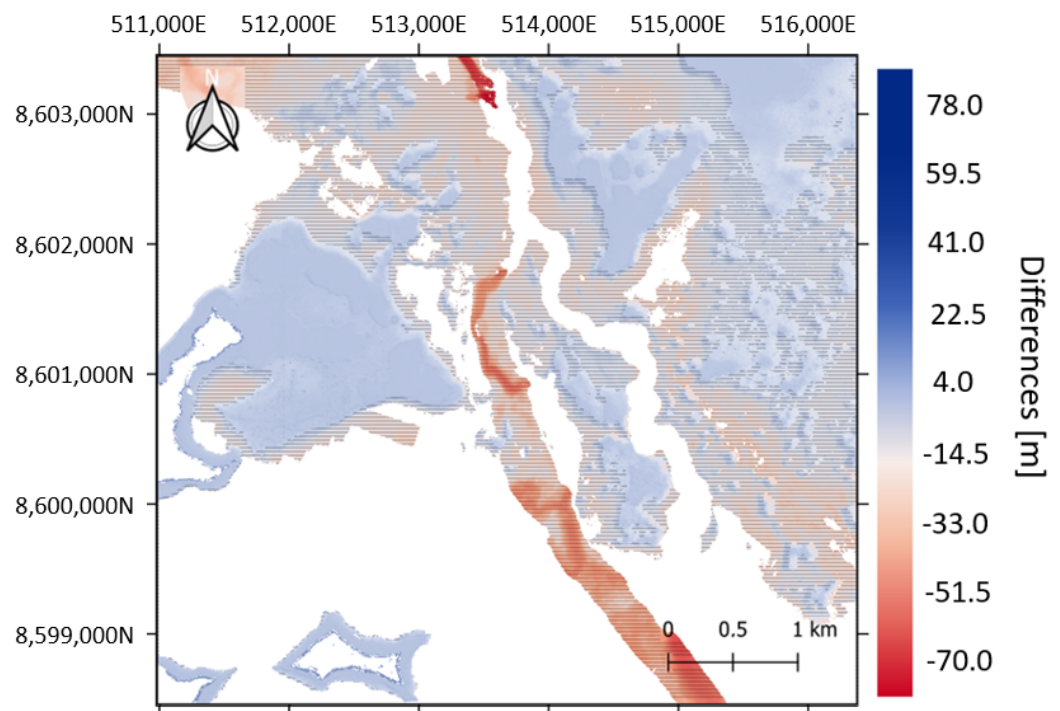 511,000E 512,000E 513,000E 514,000E 515,000E 516,000E
N
8,603,000N
8,602,000N
8,601,000N
8,600,000N
8,599,000N
0 0.5 1 km
78.0
59.5
41.0
22.5
4.0
-14.5
-33.0
-51.5
-70.0
Differences [m]